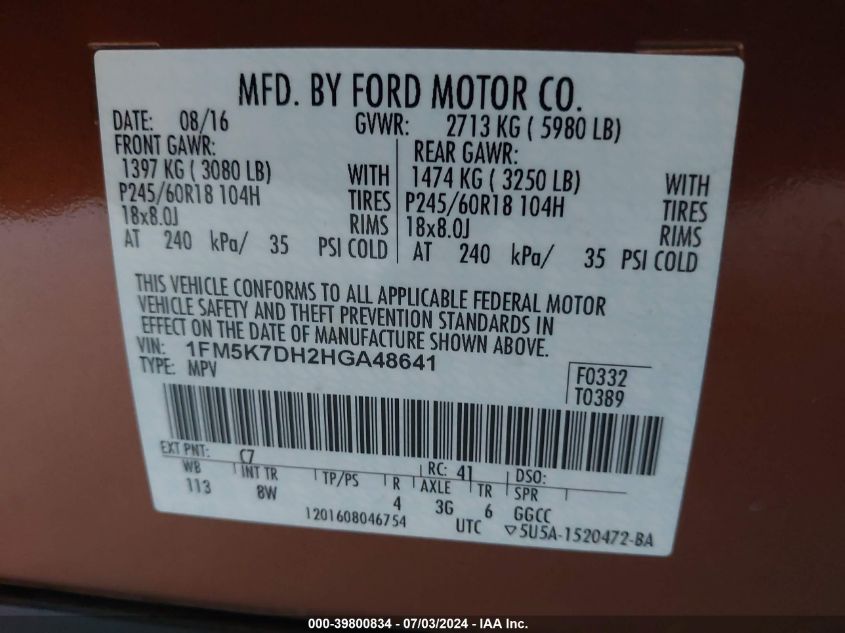 MFD. BY FORD MOTOR CO.
DATE: 08/16 GVWR: 2713 KG ( 5980 LB)
FRONT GAWR: REAR GAWR:
1397 KG ( 3080 LB) WITH 1474 KG ( 3250 LB) WITH
P245/60R18 104H TIRES P245/60R18 104H TIRES
18x8.0J RIMS 18x8.0J RIMS
AT 240 kPa/ 35 PSI COLD AT 240 kPa/ 35 PSI COLD
THIS VEHICLE CONFORMS TO ALL APPLICABLE FEDERAL MOTOR
VEHICLE SAFETY AND THEFT PREVENTION STANDARDS IN
EFFECT ON THE DATE OF MANUFACTURE SHOWN ABOVE.
VIN: 1FM5K7DH2HGA48641
TYPE: MPV
F0332
T0389
EXT PNT: C7 RC: 41 DSO:
WB INT TR TP/PS R AXLE TR SPR
113 8W 4 3G 6 GGCC
1201608046754 UTC ▽5U5A-1520472-BA
000-39800834 - 07/03/2024 - IAA Inc.